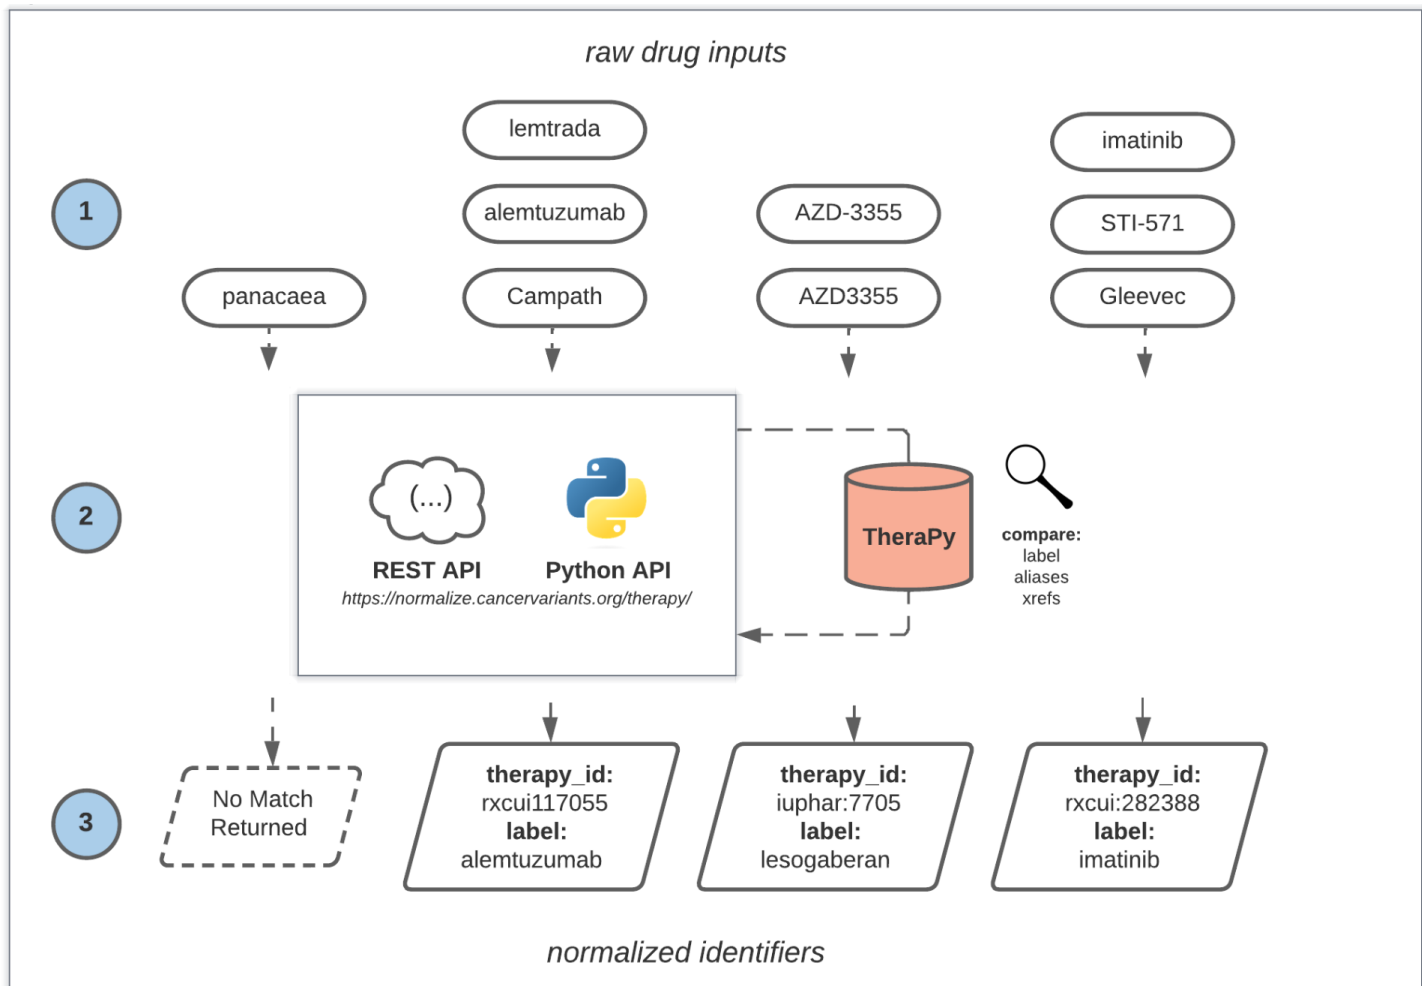 raw drug inputs
lemtrada
imatinib
1
alemtuzumab
AZD-3355
STI-571
panacaea
Campath
AZD3355
Gleevec
2
(...)
REST API
Python API
https://normalize.cancervariants.org/therapy/
TheraPy
compare:
label
aliases
xrefs
3
No Match
Returned
therapy_id:
rxcui117055
label:
alemtuzumab
therapy_id:
iuphar:7705
label:
lesogaberan
therapy_id:
rxcui:282388
label:
imatinib
normalized identifiers